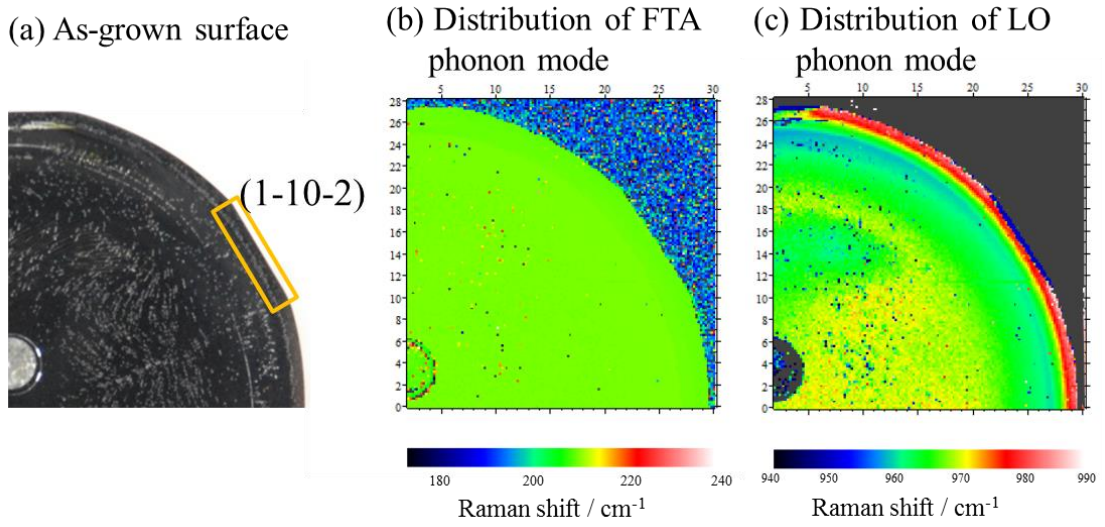 (a) As-grown surface
(b) Distribution of FTA
phonon mode
(c) Distribution of LO
phonon mode
(1-10-2)
5 10 15 20 25 30
28
26
24
22
20
18
16
14
12
10
8
6
4
2
0
180 200 220 240
Raman shift / cm⁻¹
5 10 15 20 25 30
28
26
24
22
20
18
16
14
12
10
8
6
4
2
0
940 950 960 970 980 990
Raman shift / cm⁻¹